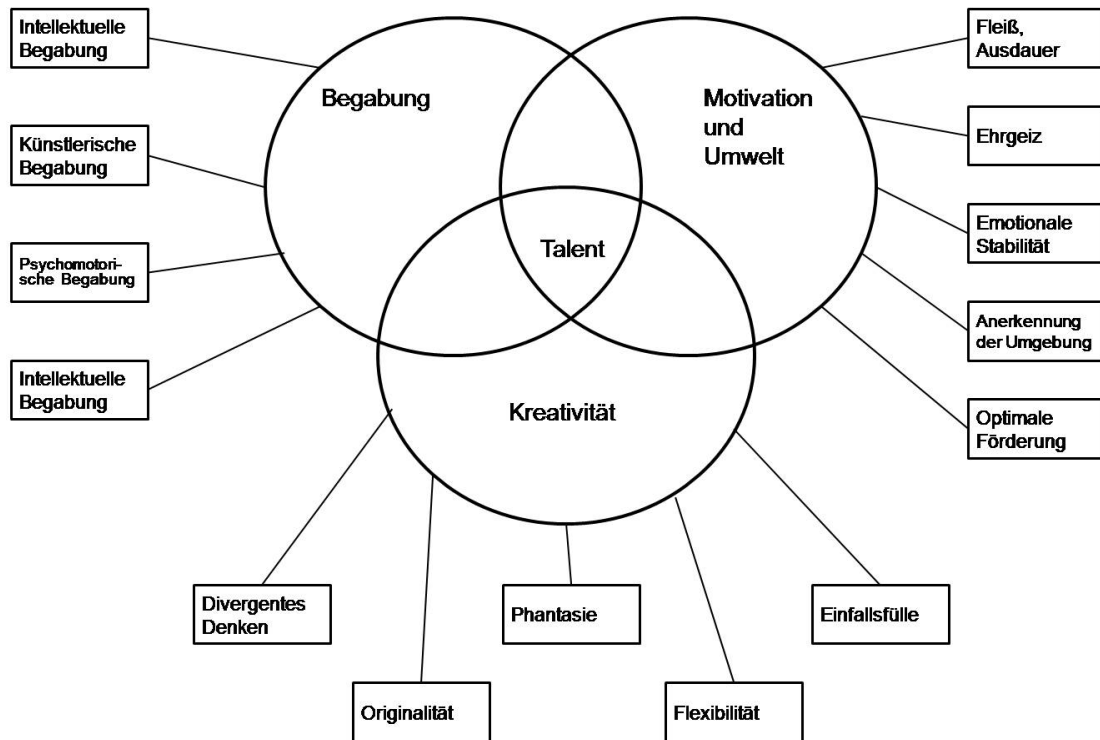 Intellektuelle
Begabung
Künstlerische
Begabung
Psychomotori-
sche Begabung
Intellektuelle
Begabung
Begabung
Motivation
und
Umwelt
Talent
Kreativität
Fleiß,
Ausdauer
Ehrgeiz
Emotionale
Stabilität
Anerkennung
der Umgebung
Optimale
Förderung
Divergentes
Denken
Originalität
Phantasie
Flexibilität
Einfallsfülle